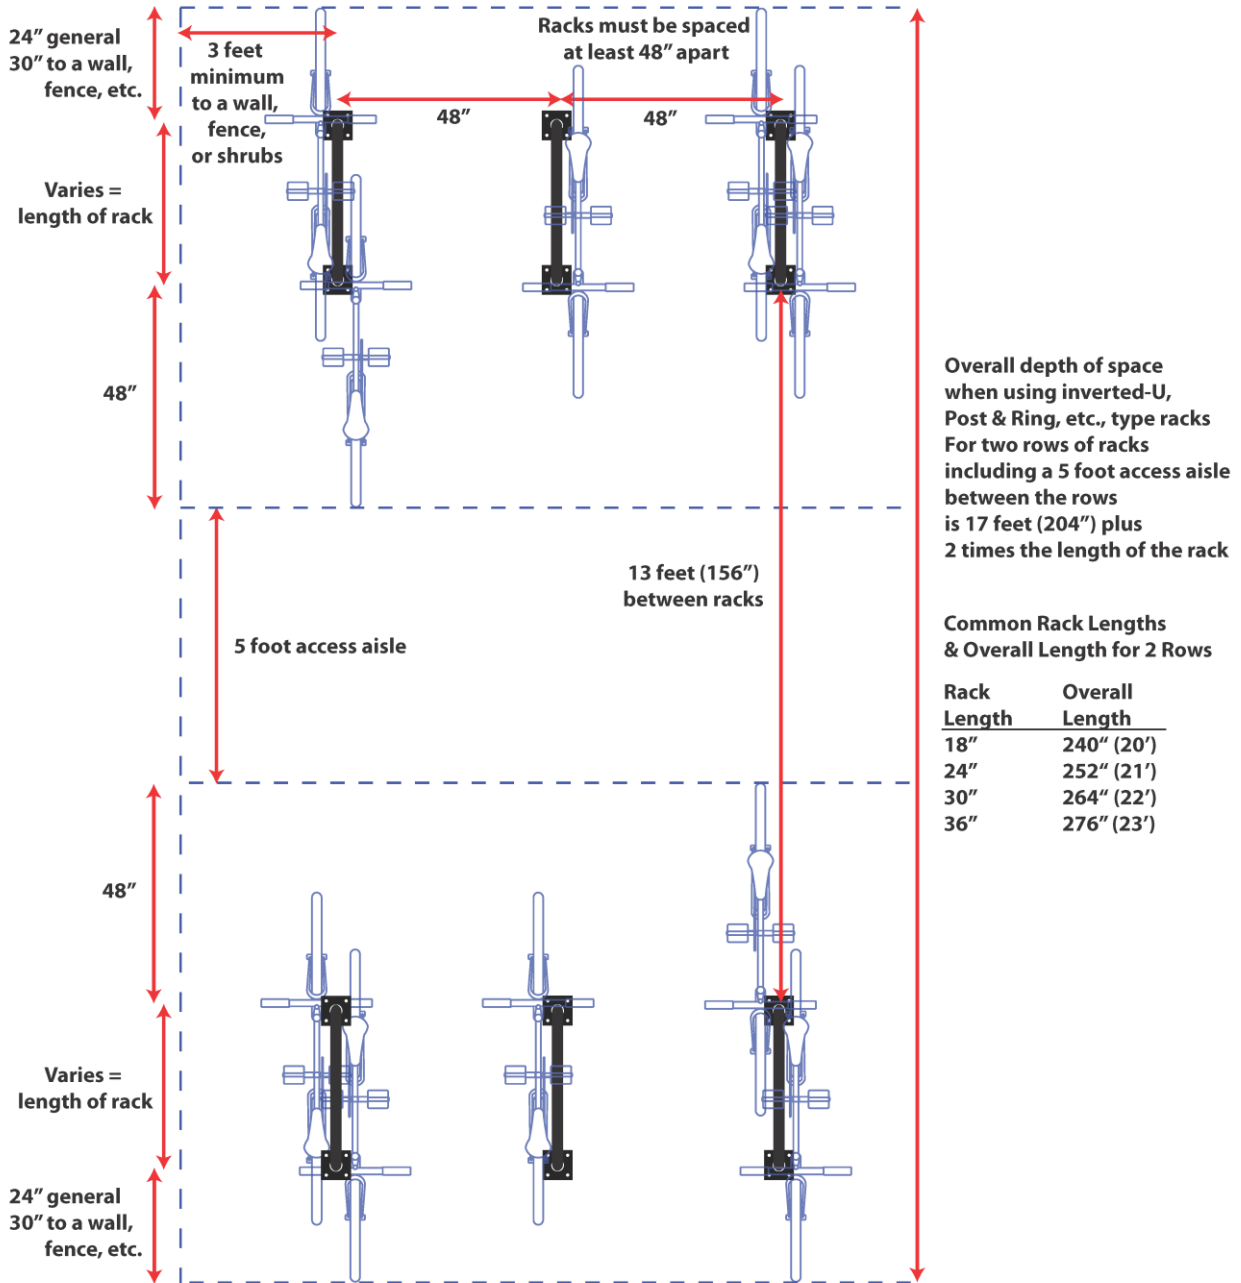 24” general
30” to a wall,
fence, etc.
3 feet
minimum
to a wall,
fence,
or shrubs
Racks must be spaced
at least 48” apart
48”
48”
Varies =
length of rack
48”
13 feet (156”)
between racks
5 foot access aisle
Overall depth of space
when using inverted-U,
Post & Ring, etc., type racks
For two rows of racks
including a 5 foot access aisle
between the rows
is 17 feet (204”) plus
2 times the length of the rack
Common Rack Lengths
& Overall Length for 2 Rows
Rack Overall
Length Length
18” 240“ (20’)
24” 252“ (21’)
30” 264“ (22’)
36” 276” (23’)
48”
Varies =
length of rack
24” general
30” to a wall,
fence, etc.